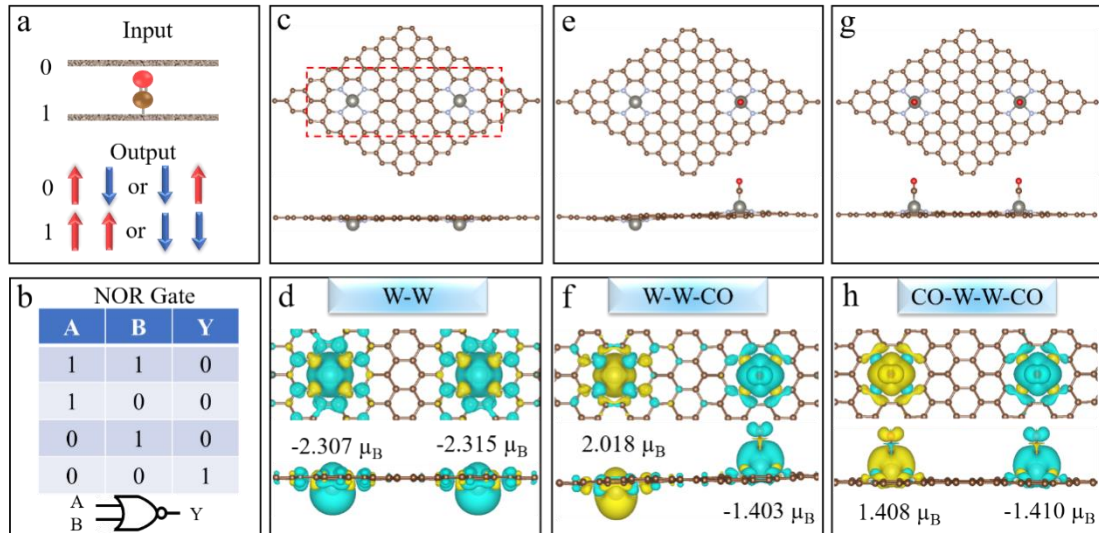 a
Input
0
1
Output
0 or
1 or
b
NOR Gate
A B Y
1 1 0
1 0 0
0 1 0
0 0 1
A
B
Y
c
d
W-W
-2.307 μB -2.315 μB
e
f
W-W-CO
2.018 μB
-1.403 μB
g
h
CO-W-W-CO
1.408 μB -1.410 μB